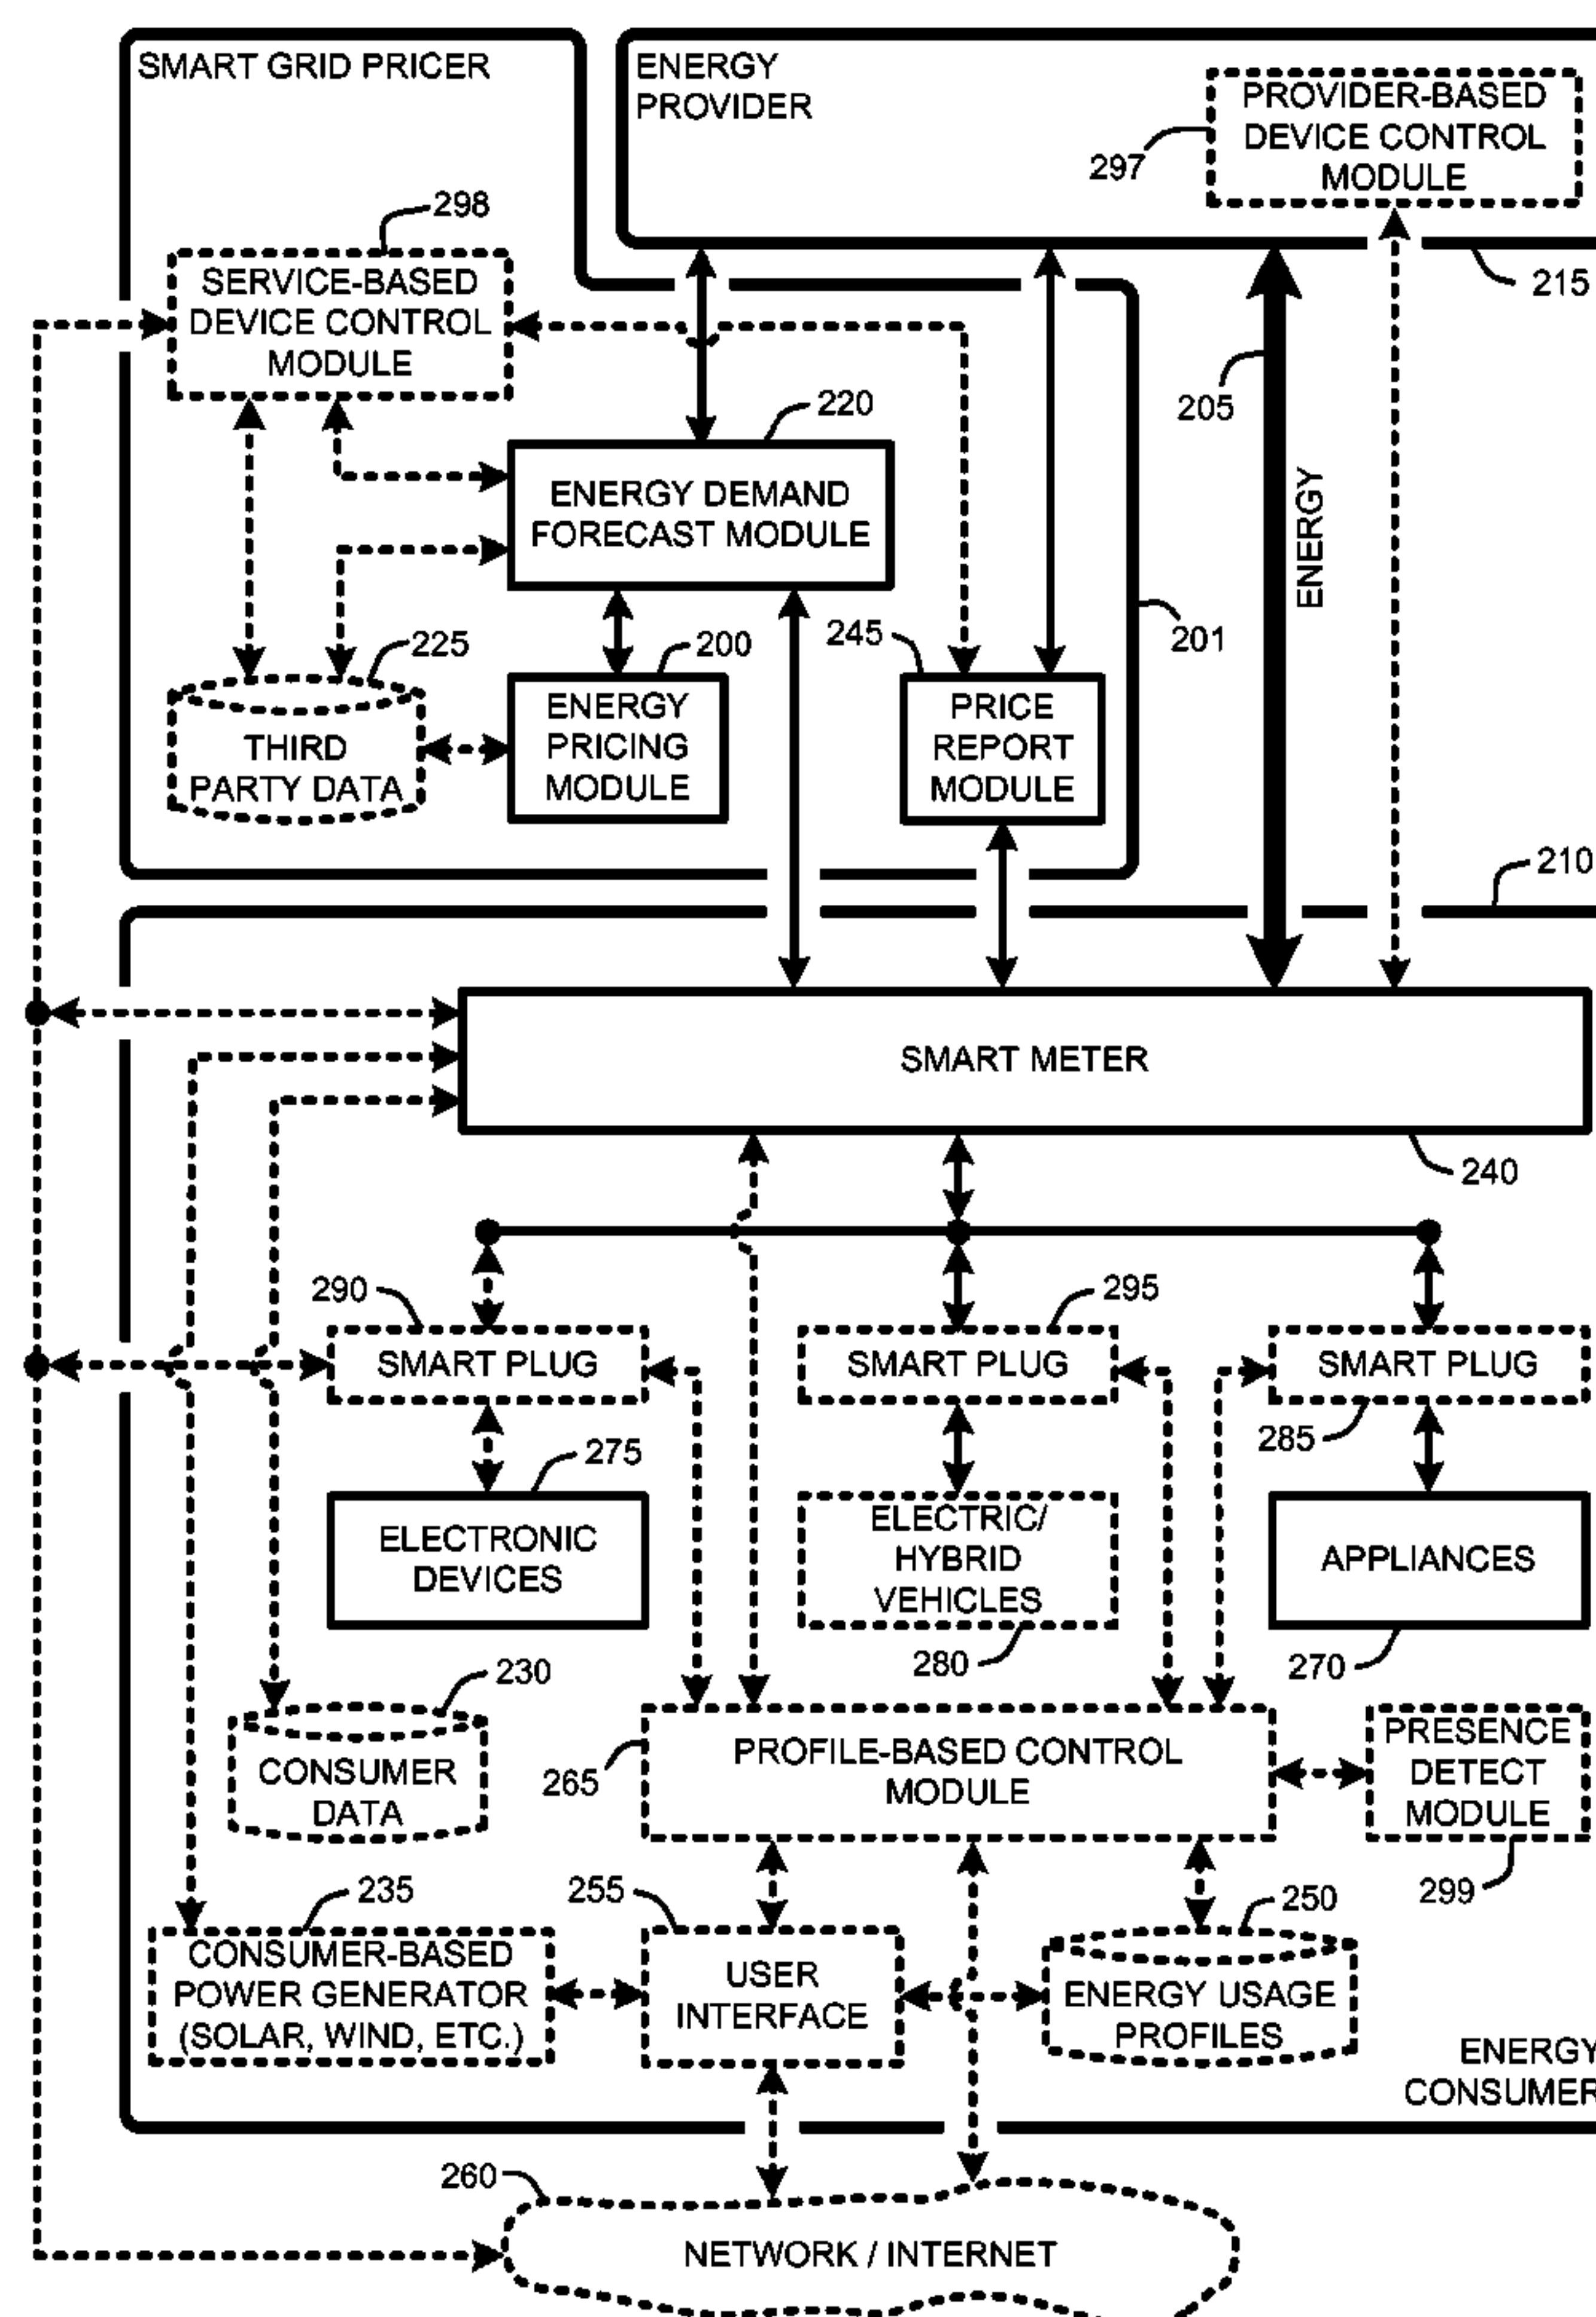 SMART GRID PRICER
ENERGY
PROVIDER
PROVIDER-BASED
DEVICE CONTROL
MODULE
297
298
SERVICE-BASED
DEVICE CONTROL
MODULE
215
205
ENERGY
220
ENERGY DEMAND
FORECAST MODULE
225
200
245
201
THIRD
PARTY DATA
ENERGY
PRICING
MODULE
PRICE
REPORT
MODULE
210
SMART METER
240
290
295
SMART PLUG
SMART PLUG
SMART PLUG
285
275
ELECTRONIC
DEVICES
ELECTRIC/
HYBRID
VEHICLES
APPLIANCES
280
270
230
CONSUMER
DATA
265
PROFILE-BASED CONTROL
MODULE
PRESENCE
DETECT
MODULE
299
235
255
250
CONSUMER-BASED
POWER GENERATOR
(SOLAR, WIND, ETC.)
USER
INTERFACE
ENERGY USAGE
PROFILES
ENERGY
CONSUMER
260
NETWORK / INTERNET